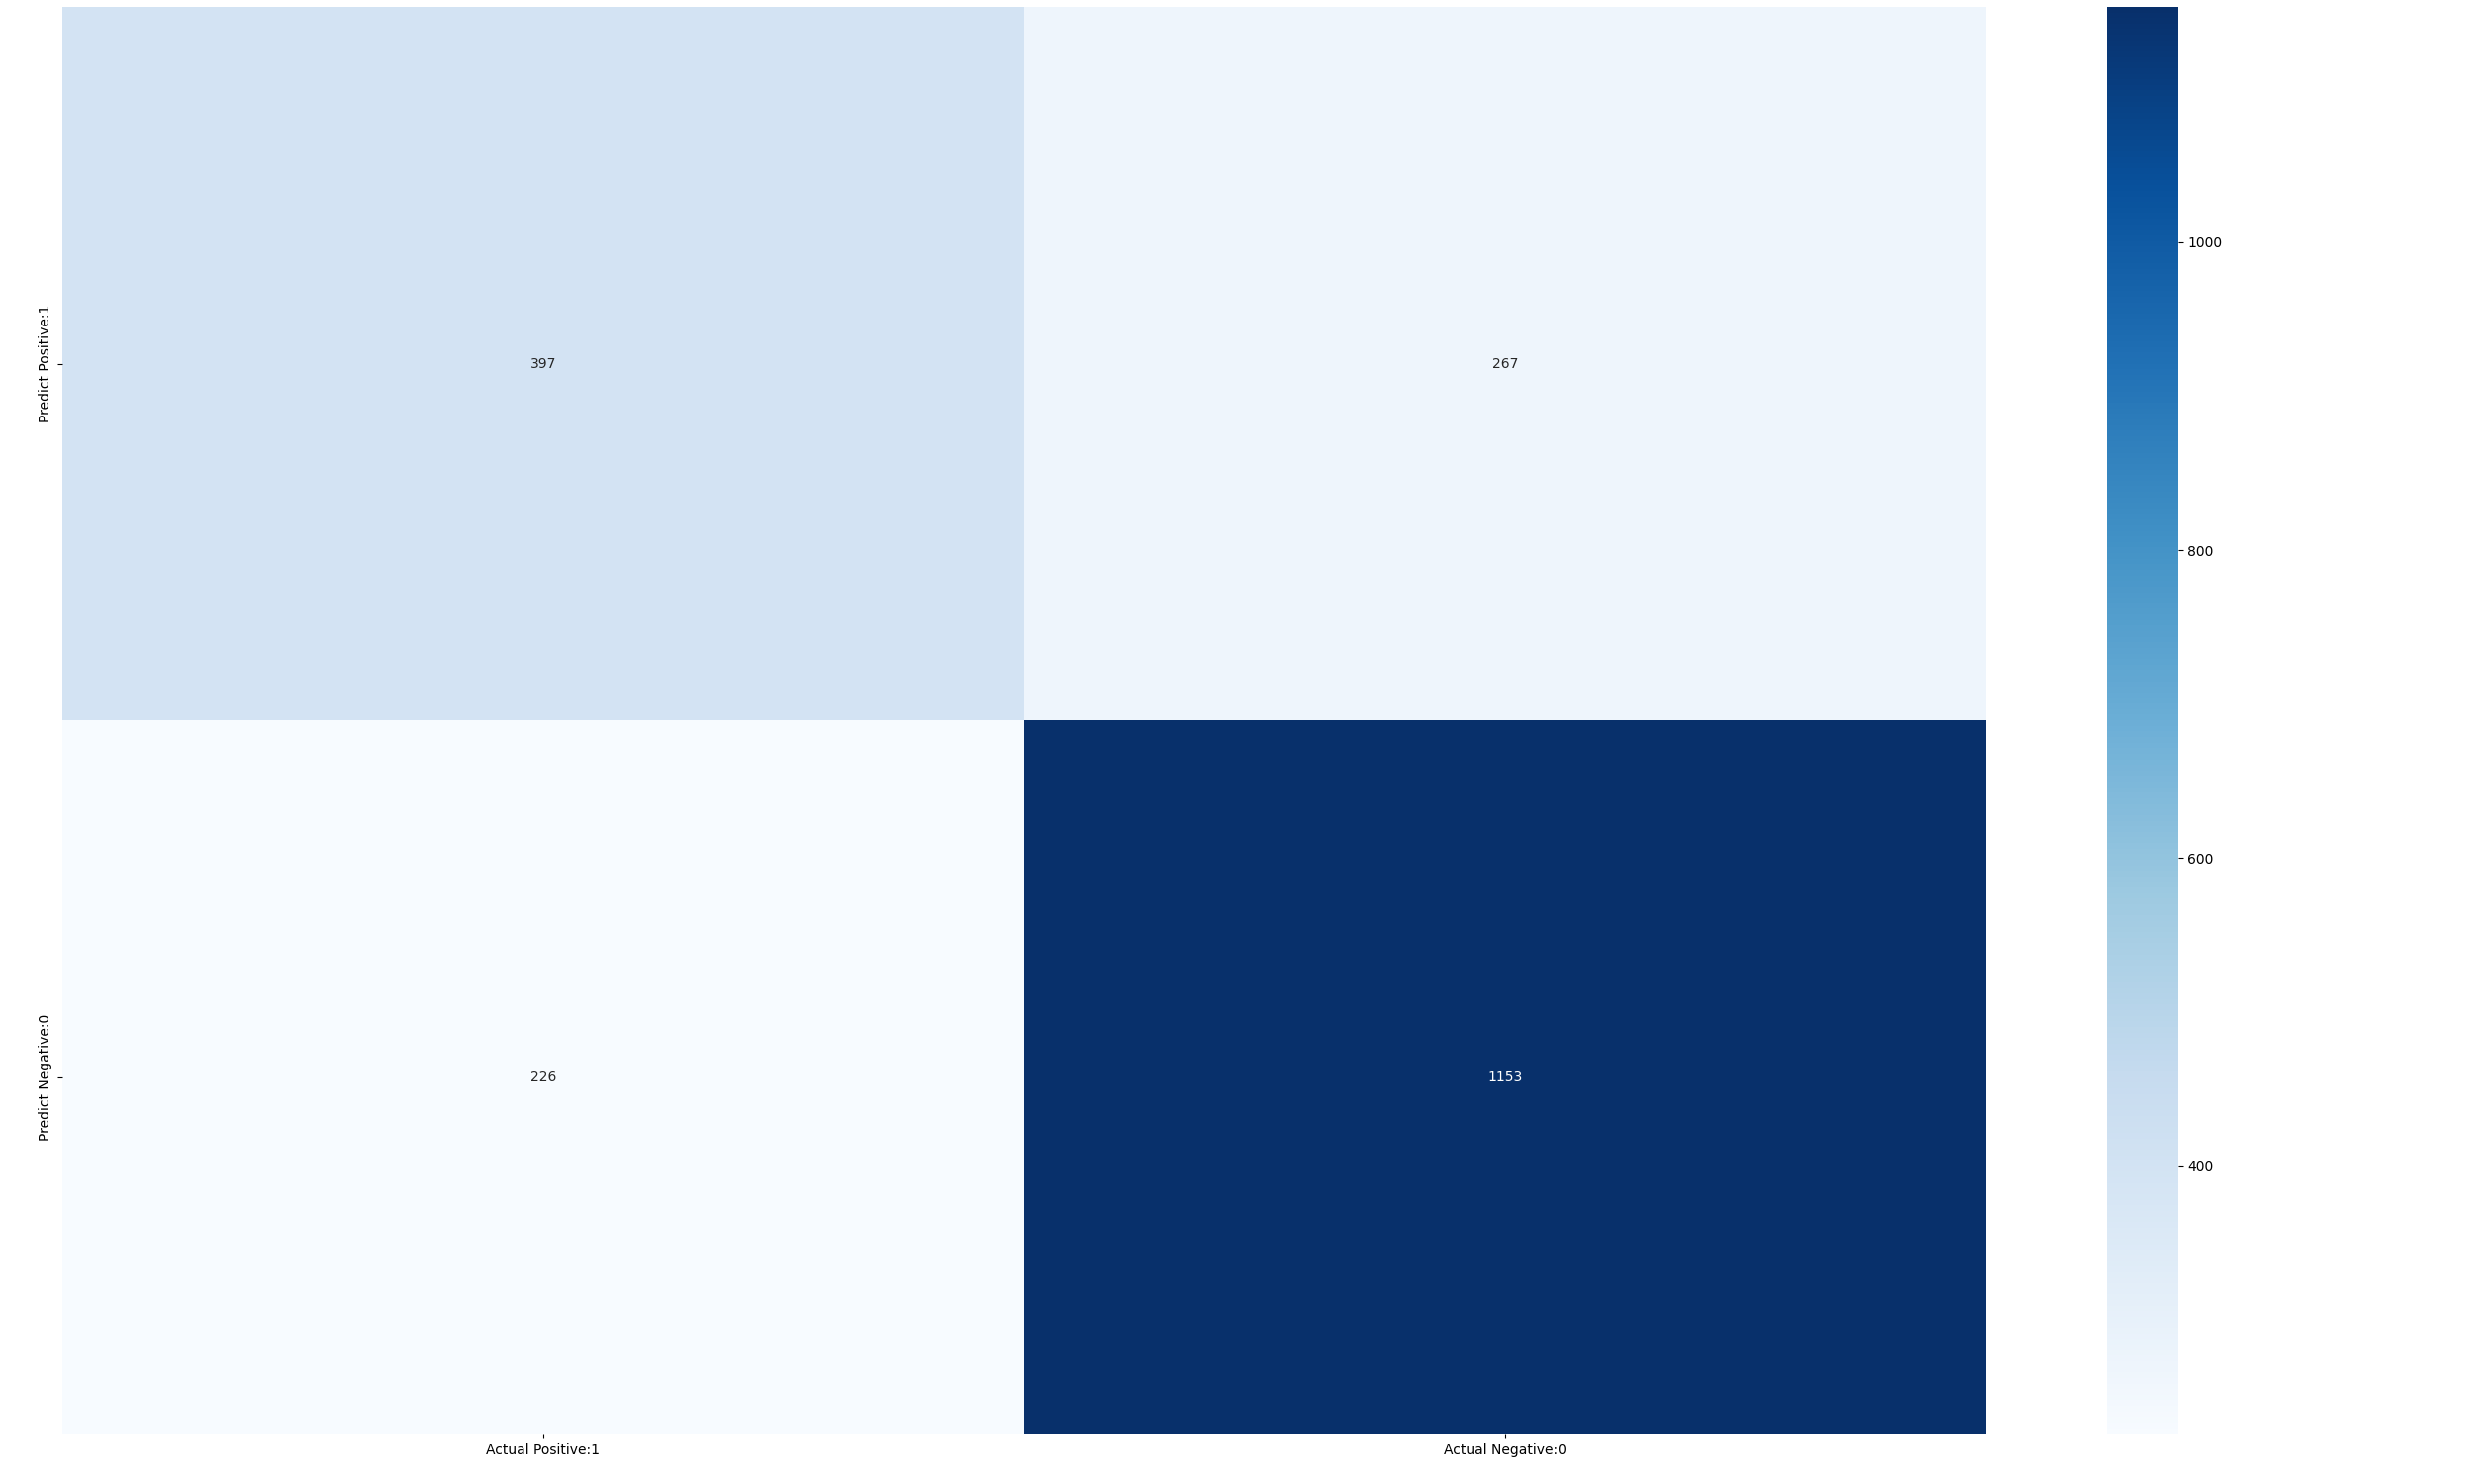 Predict Positive:1
397
267
Predict Negative:0
226
1153
Actual Positive:1
Actual Negative:0
1000
800
600
400